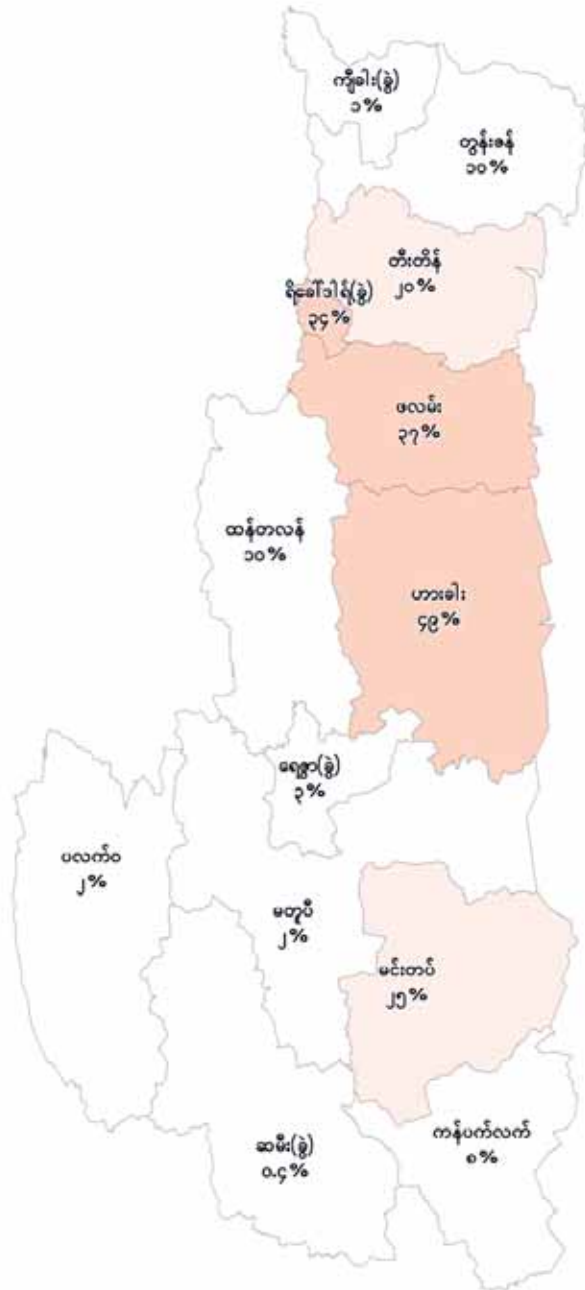 ကျီခါး(ခွဲ)
၁%
တွန်းဇန်
၁၀%
တီးတိန်
၂၀%
ရိခေါ်ဒါရ်(ခွဲ)
၃၄%
ဖလမ်း
၃၇%
ထန်တလန်
၁၀%
ဟားခါး
၄၉%
ရေဇွာ(ခွဲ)
၃%
ပလက်ဝ
၂%
မတူပီ
၂%
မင်းတပ်
၂၅%
ကန်ပက်လက်
၈%
ဆမီး(ခွဲ)
၀.၄%